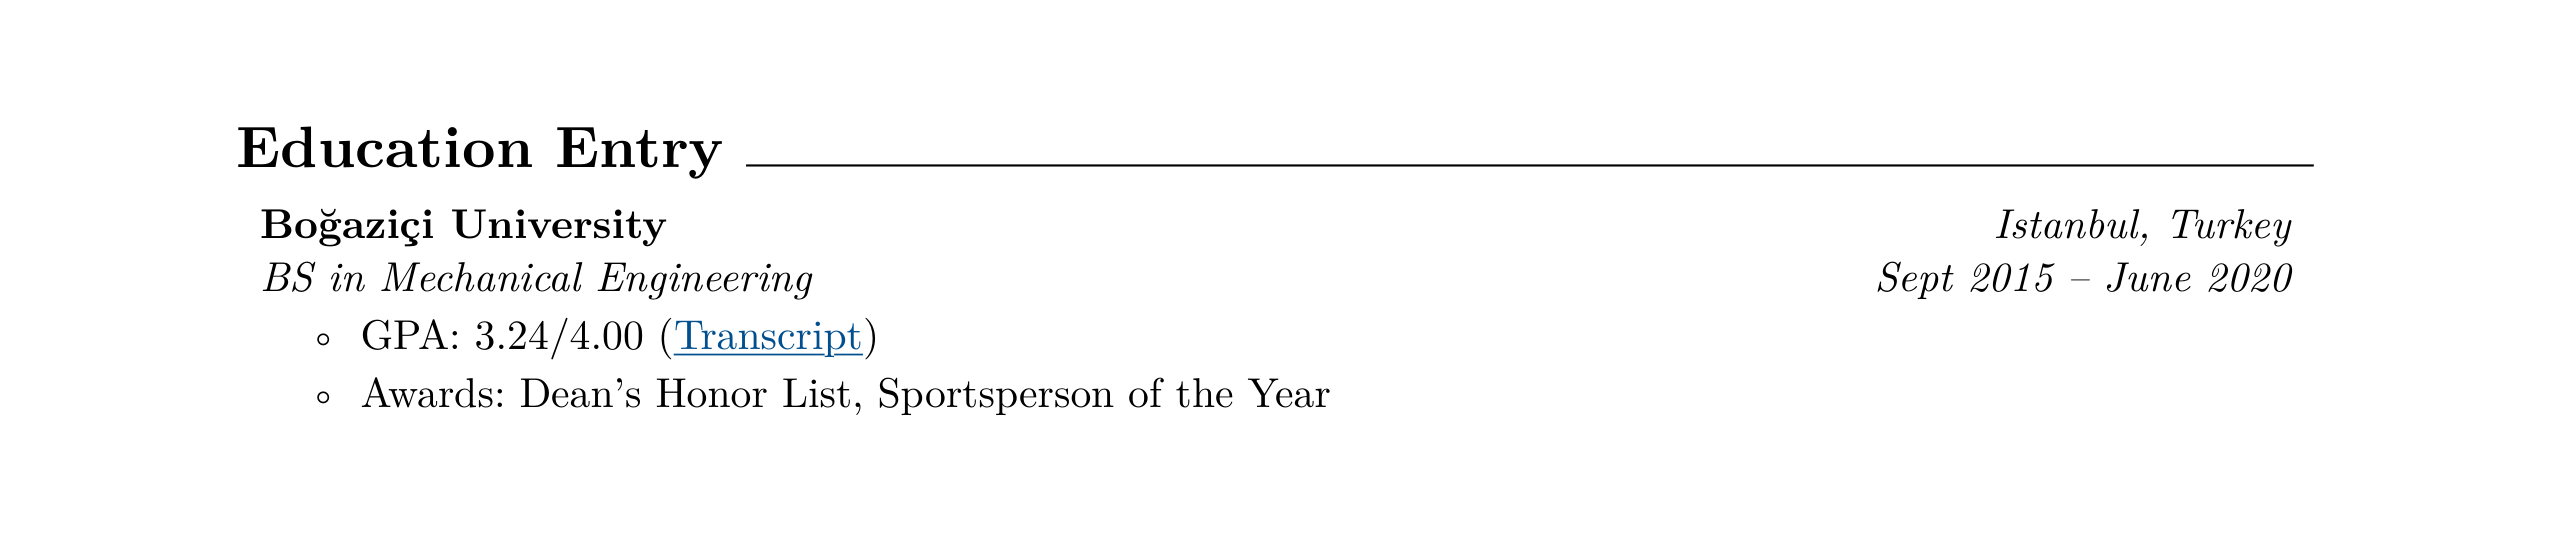 Education Entry
Boğaziçi University Istanbul, Turkey
BS in Mechanical Engineering Sept 2015 – June 2020
◦ GPA: 3.24/4.00 (Transcript)
◦ Awards: Dean’s Honor List, Sportsperson of the Year